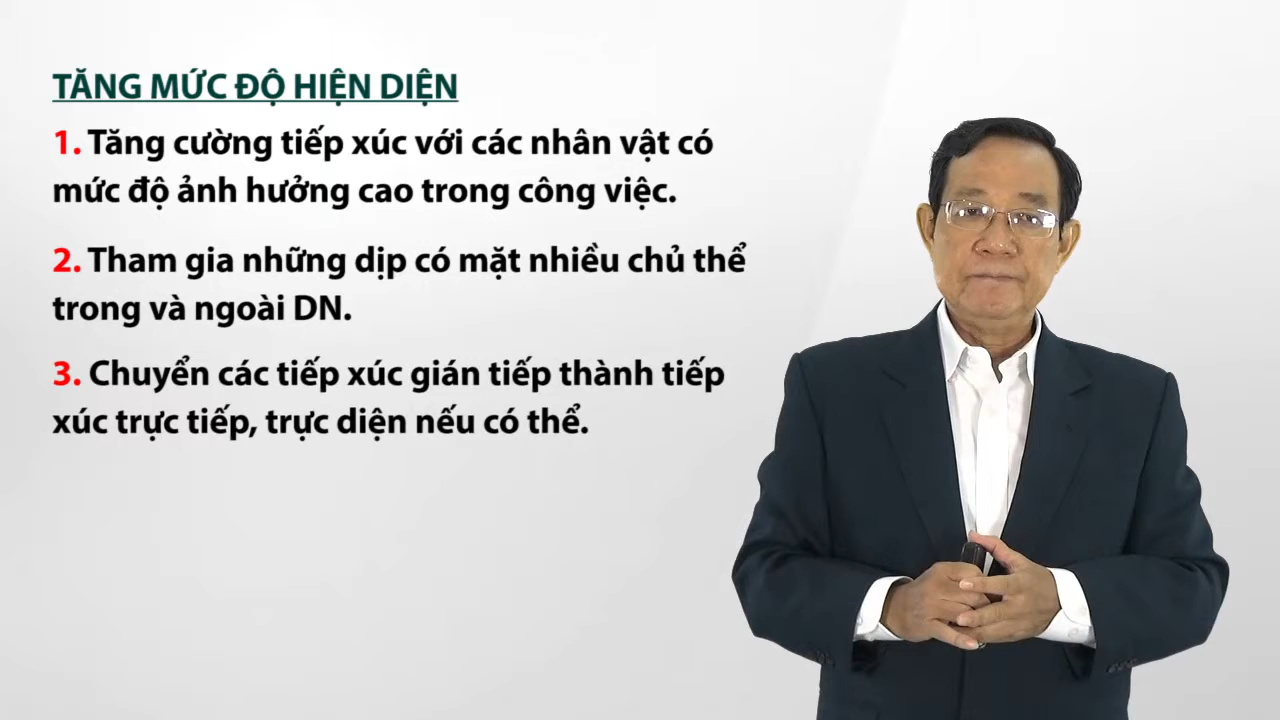 TĂNG MỨC ĐỘ HIỆN DIỆN
1. Tăng cường tiếp xúc với các nhân vật có
mức độ ảnh hưởng cao trong công việc.
2. Tham gia những dịp có mặt nhiều chủ thể
trong và ngoài DN.
3. Chuyển các tiếp xúc gián tiếp thành tiếp
xúc trực tiếp, trực diện nếu có thể.